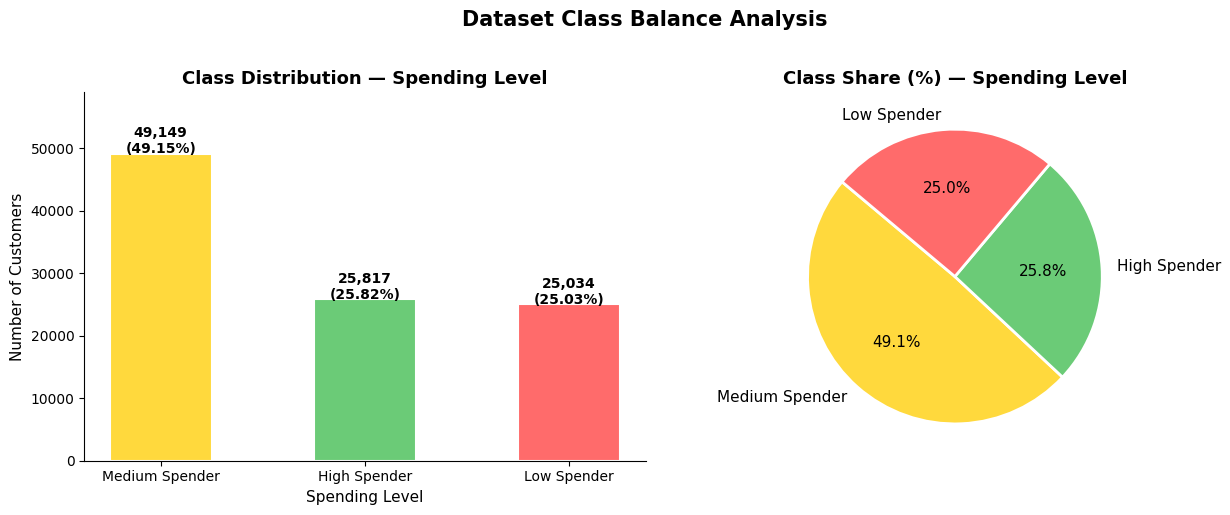 Dataset Class Balance Analysis
Class Distribution — Spending Level
Number of Customers
50000
40000
30000
20000
10000
0
49,149
(49.15%)
25,817
(25.82%)
25,034
(25.03%)
Medium Spender
High Spender
Low Spender
Spending Level
Class Share (%) — Spending Level
Low Spender
25.0%
High Spender
25.8%
49.1%
Medium Spender